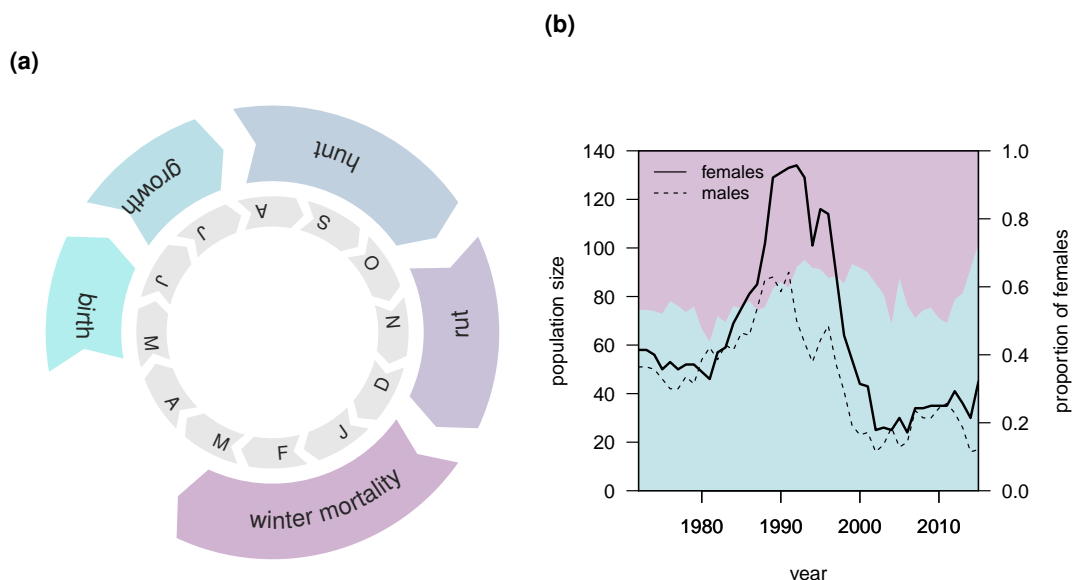 (a)
hunt
growth
birth
rut
winter mortality
J
F
M
A
M
J
J
A
S
O
N
D
(b)
females
males
population size
0
20
40
60
80
100
120
140
proportion of females
0.0
0.2
0.4
0.6
0.8
1.0
1980
1990
2000
2010
year